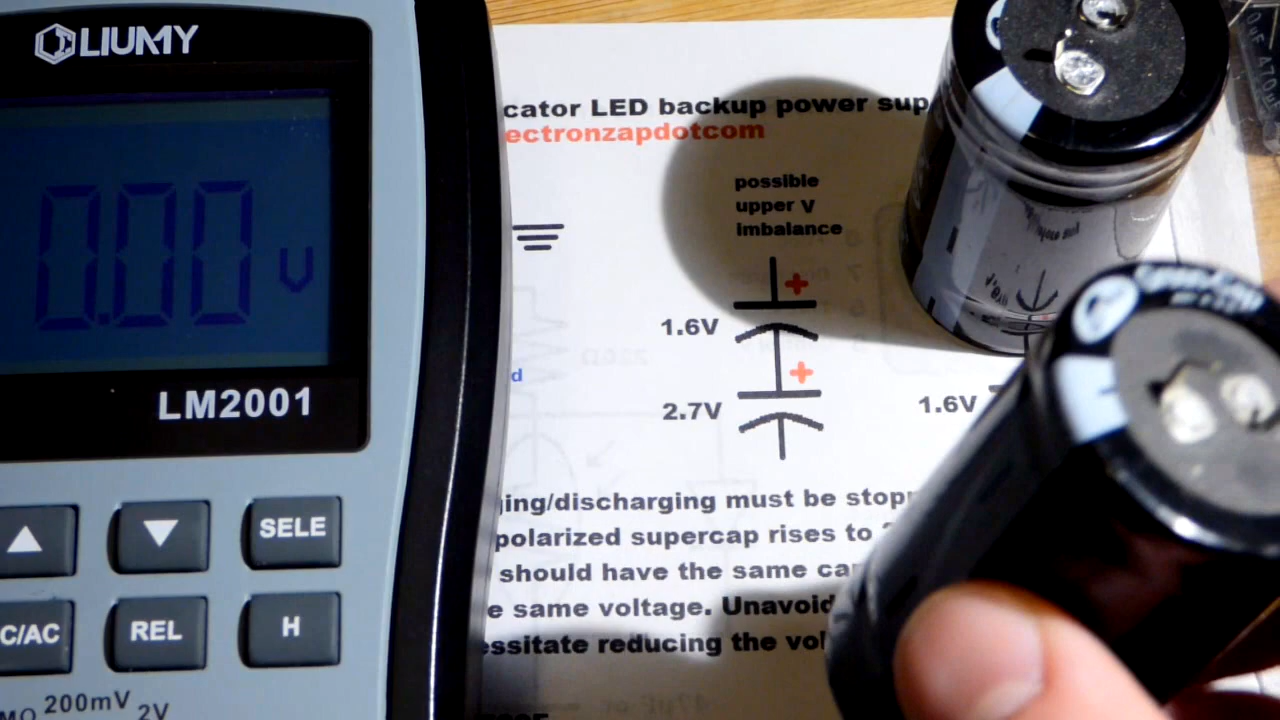 LIUMY
0.00 V
LM2001
SELE
C/AC
REL
H
200mV
2V
cator LED backup power sup
ectronzapdotcom
possible
upper V
imbalance
+
1.6V
+
2.7V
1.6V
d
ing/discharging must be stopp
polarized supercap rises to
should have the same ca
e same voltage. Unavoid
essitate reducing the vol